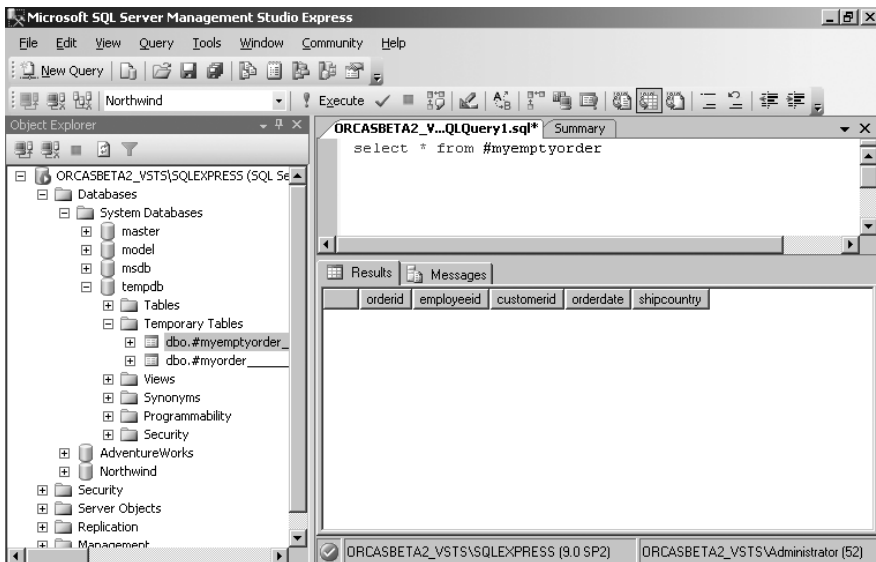 Microsoft SQL Server Management Studio Express
File Edit View Query Tools Window Community Help
New Query
Northwind
Execute
Object Explorer
ORCASBETA2_V...QLQuery1.sql* Summary
select * from #myemptyorder
ORCASBETA2_VSTS\SQLEXPRESS (SQL Se
Databases
System Databases
master
model
msdb
tempdb
Tables
Temporary Tables
dbo.#myemptyorder_
dbo.#myorder______
Views
Synonyms
Programmability
Security
AdventureWorks
Northwind
Security
Server Objects
Replication
Management
Results Messages
orderid employeeid customerid orderdate shipcountry
ORCASBETA2_VSTS\SQLEXPRESS (9.0 SP2) ORCASBETA2_VSTS\Administrator (52)